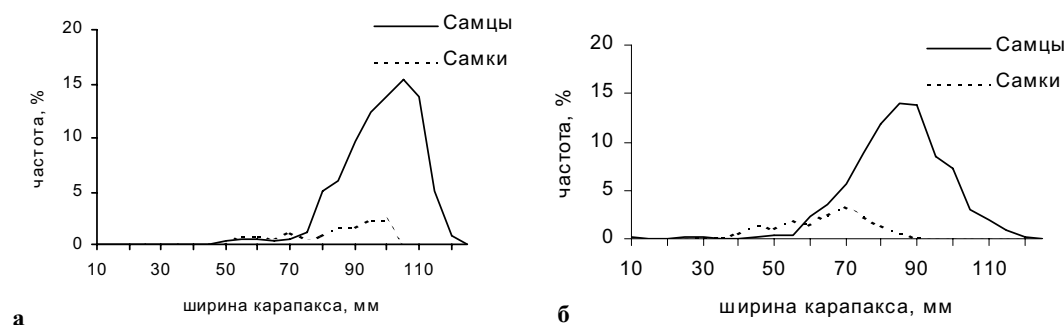 Самцы
Самки
20
15
10
5
0
частота, %
10 30 50 70 90 110
ширина карапакса, мм
а
Самцы
Самки
20
15
10
5
0
частота, %
10 30 50 70 90 110
ширина карапакса, мм
б